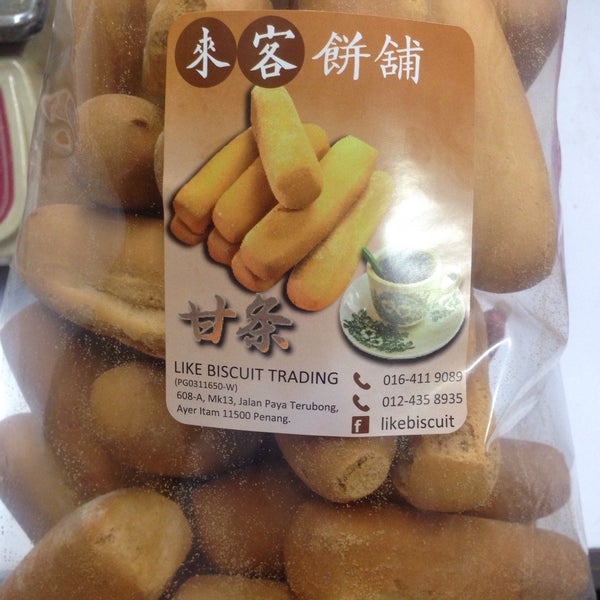 來客餅舖
甘条
LIKE BISCUIT TRADING
(PG0311650-W)
608-A, Mk13, Jalan Paya Terubong,
Ayer Itam 11500 Penang.
016-411 9089
012-435 8935
f likebiscuit